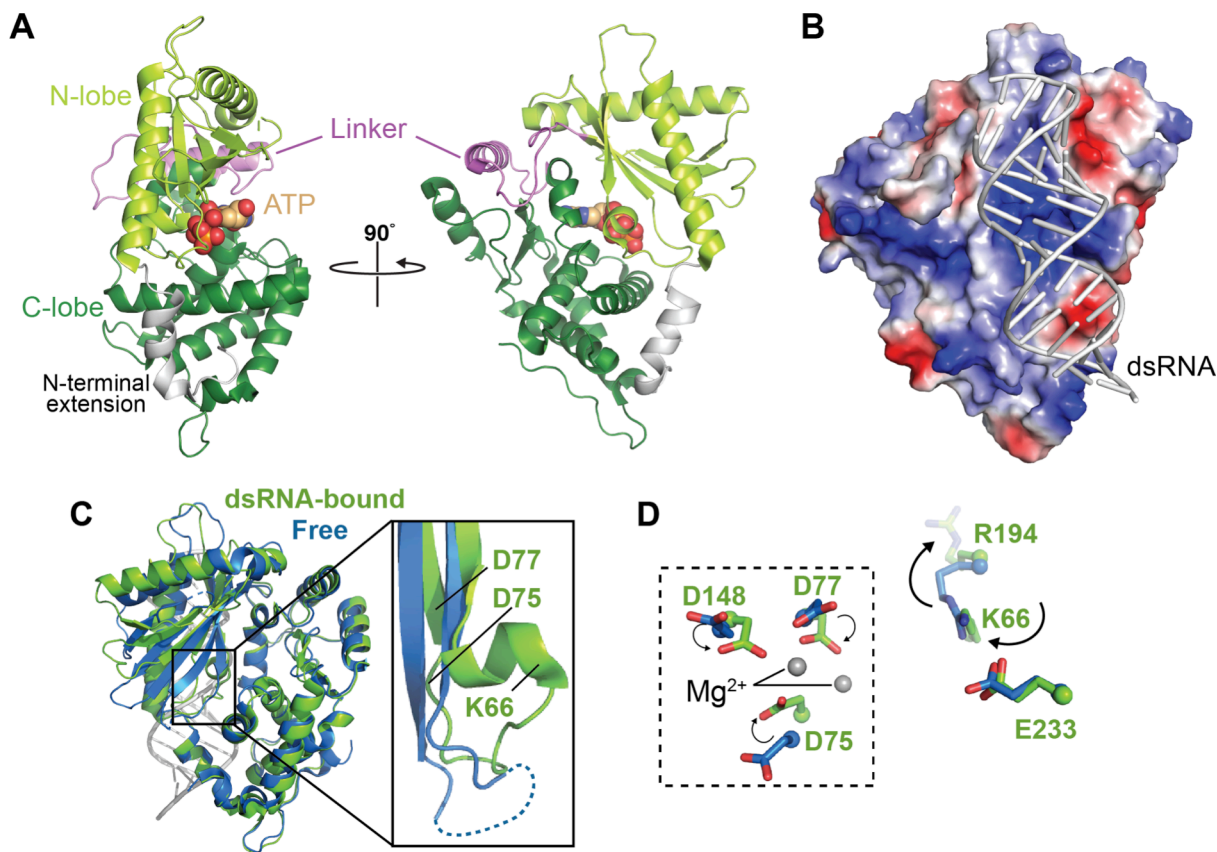 A
N-lobe
Linker
ATP
90°
C-lobe
N-terminal
extension
B
dsRNA
C
dsRNA-bound
Free
D77
D75
K66
D
D148
D77
Mg2+
D75
R194
K66
E233